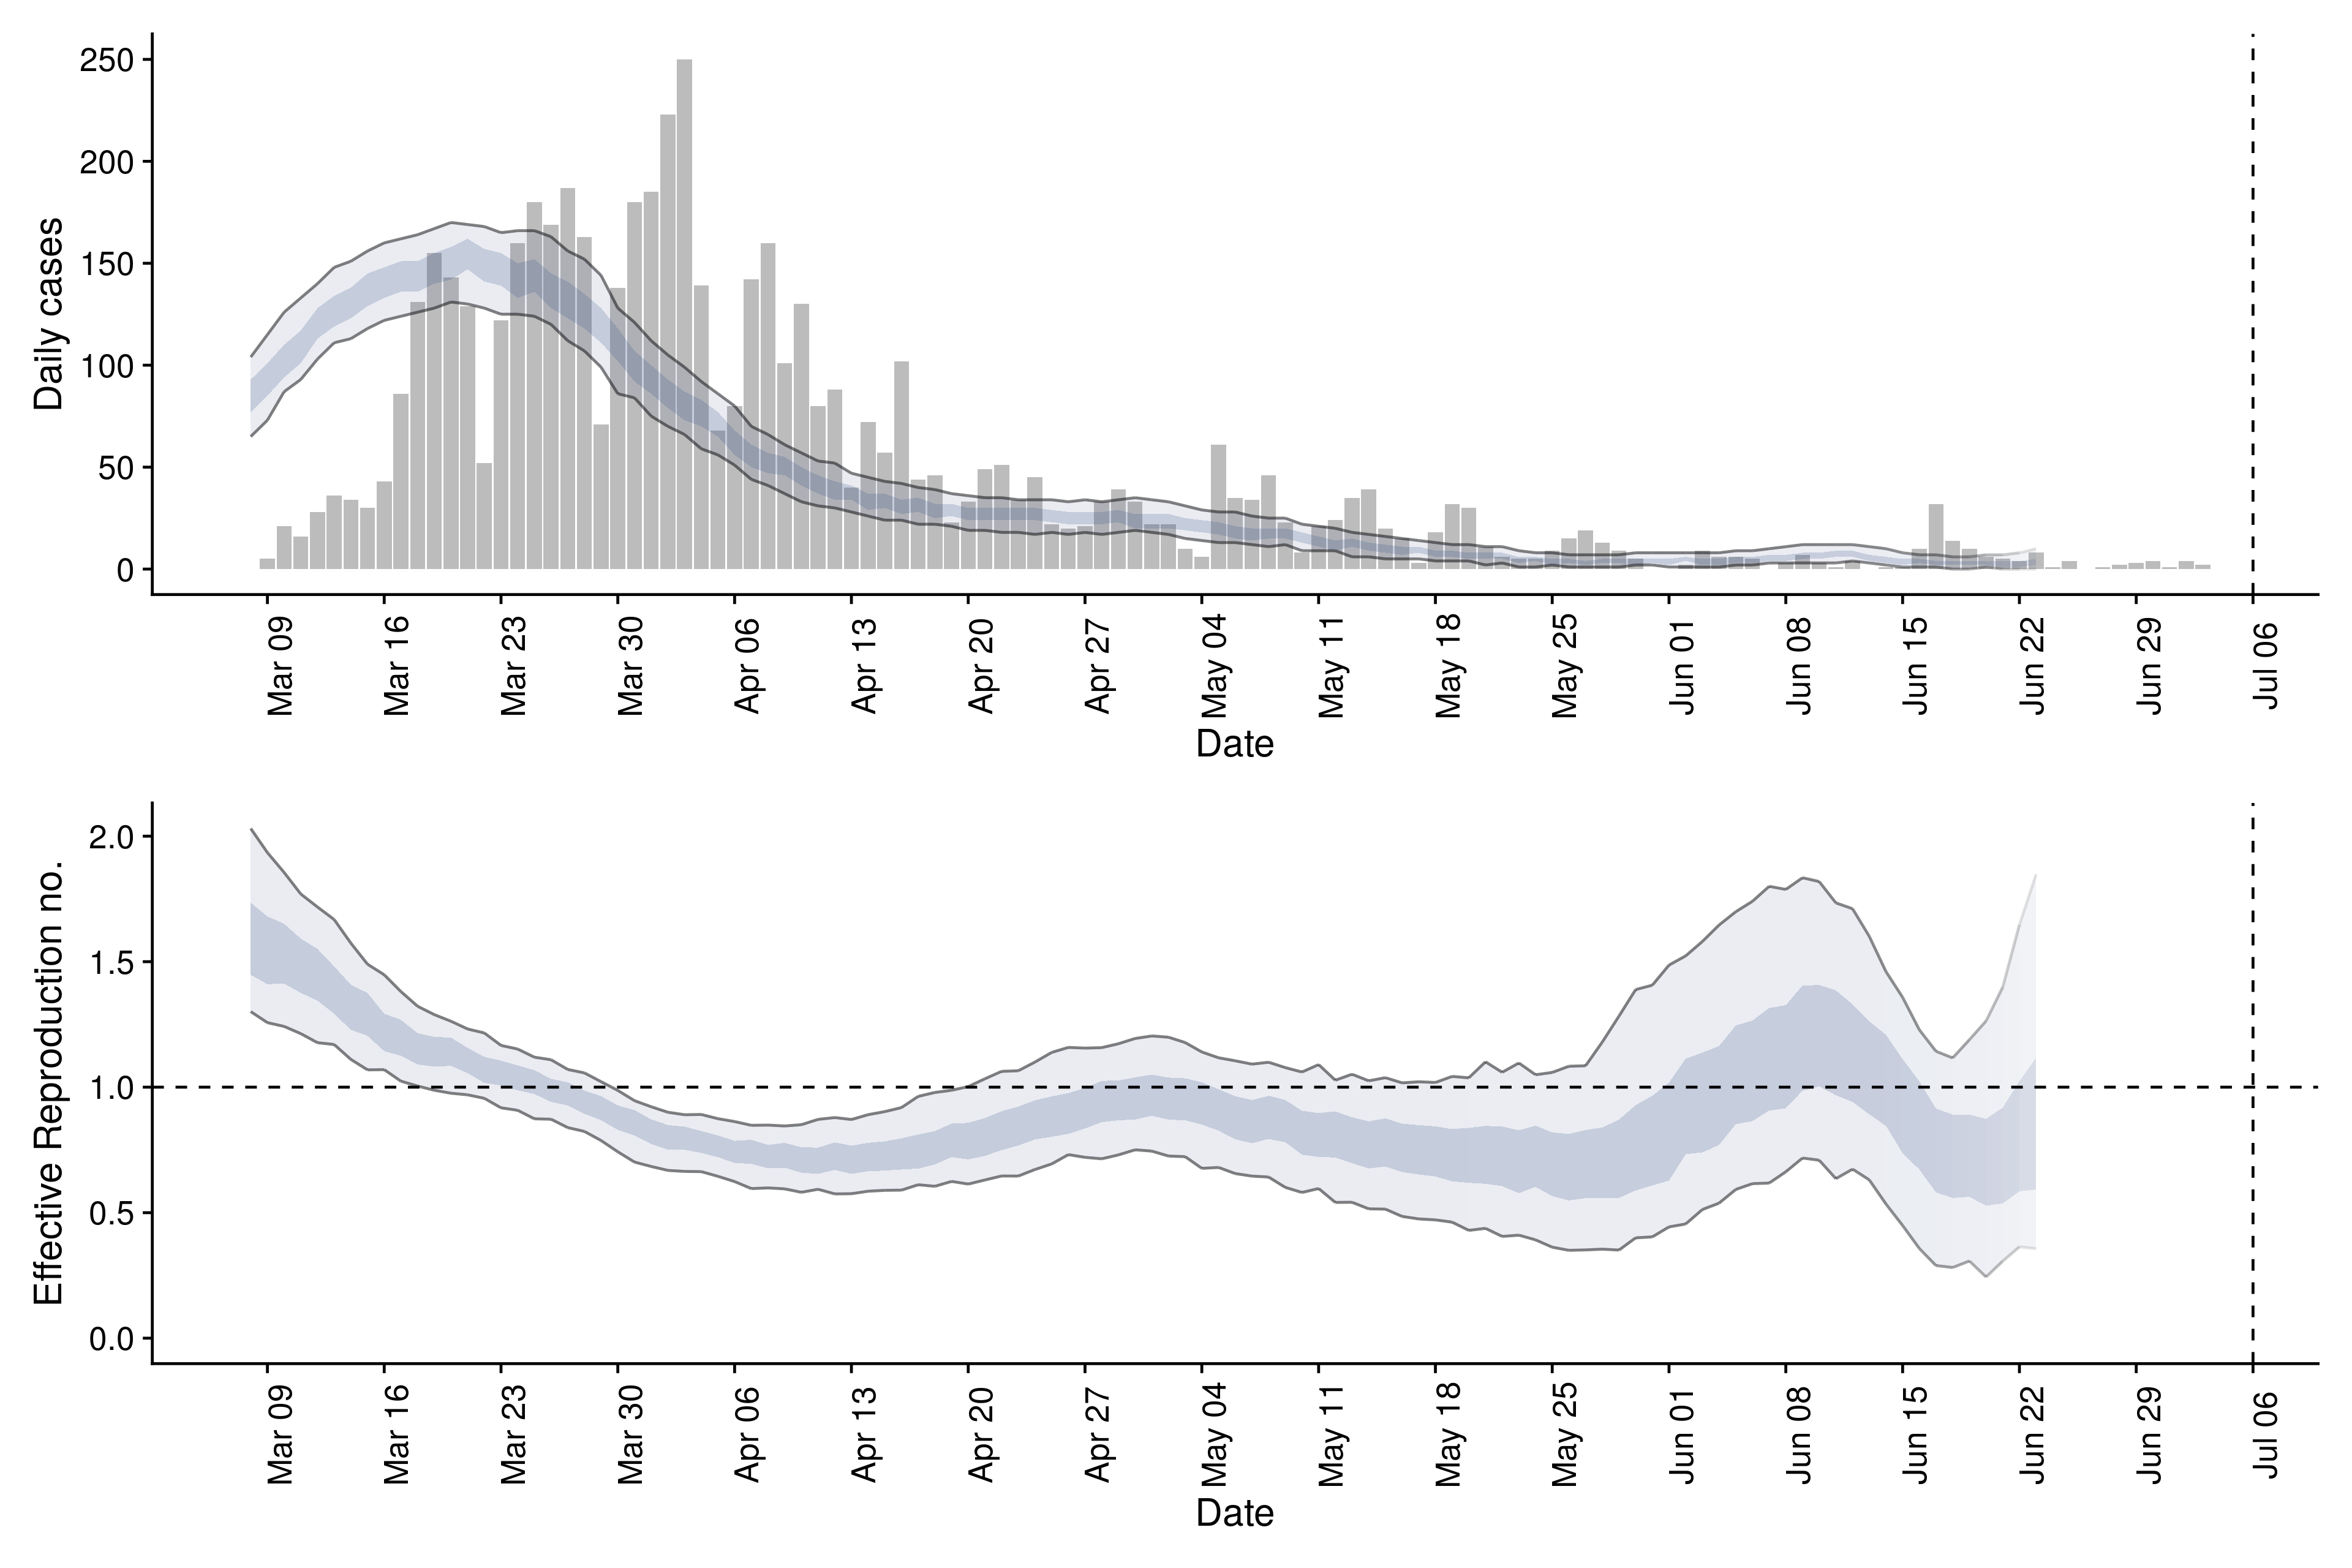 Daily cases
250
200
150
100
50
0
Mar 09
Mar 16
Mar 23
Mar 30
Apr 06
Apr 13
Apr 20
Apr 27
May 04
May 11
May 18
May 25
Jun 01
Jun 08
Jun 15
Jun 22
Jun 29
Jul 06
Date
Effective Reproduction no.
2.0
1.5
1.0
0.5
0.0
Mar 09
Mar 16
Mar 23
Mar 30
Apr 06
Apr 13
Apr 20
Apr 27
May 04
May 11
May 18
May 25
Jun 01
Jun 08
Jun 15
Jun 22
Jun 29
Jul 06
Date